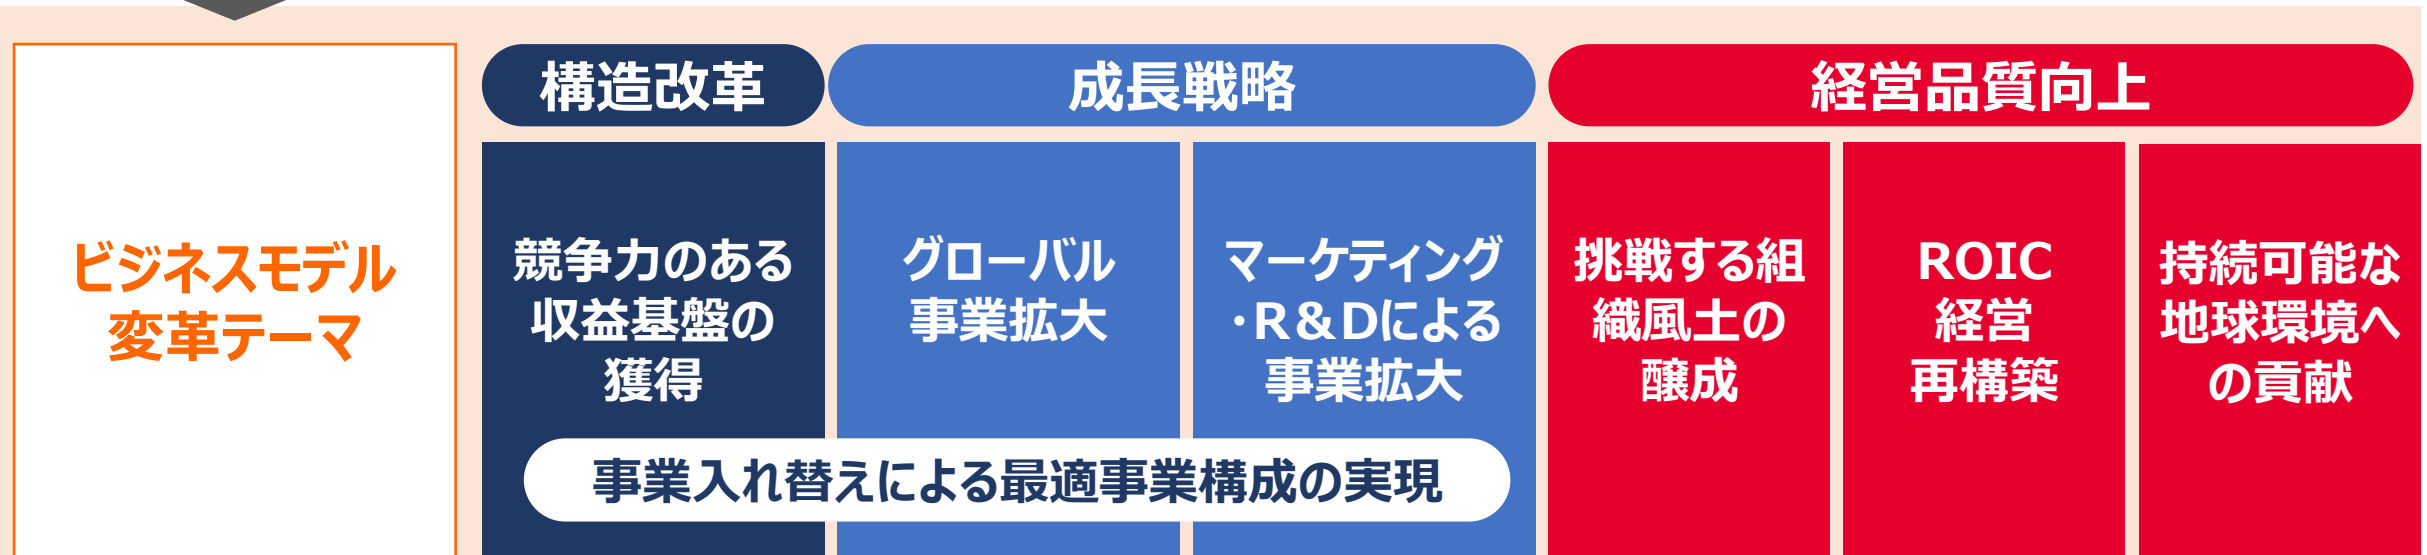 構造改革
成長戦略
経営品質向上
ビジネスモデル
変革テーマ
競争力のある
収益基盤の
獲得
グローバル
事業拡大
マーケティング
・R&Dによる
事業拡大
挑戦する組
織風土の
醸成
ROIC
経営
再構築
持続可能な
地球環境へ
の貢献
事業入れ替えによる最適事業構成の実現